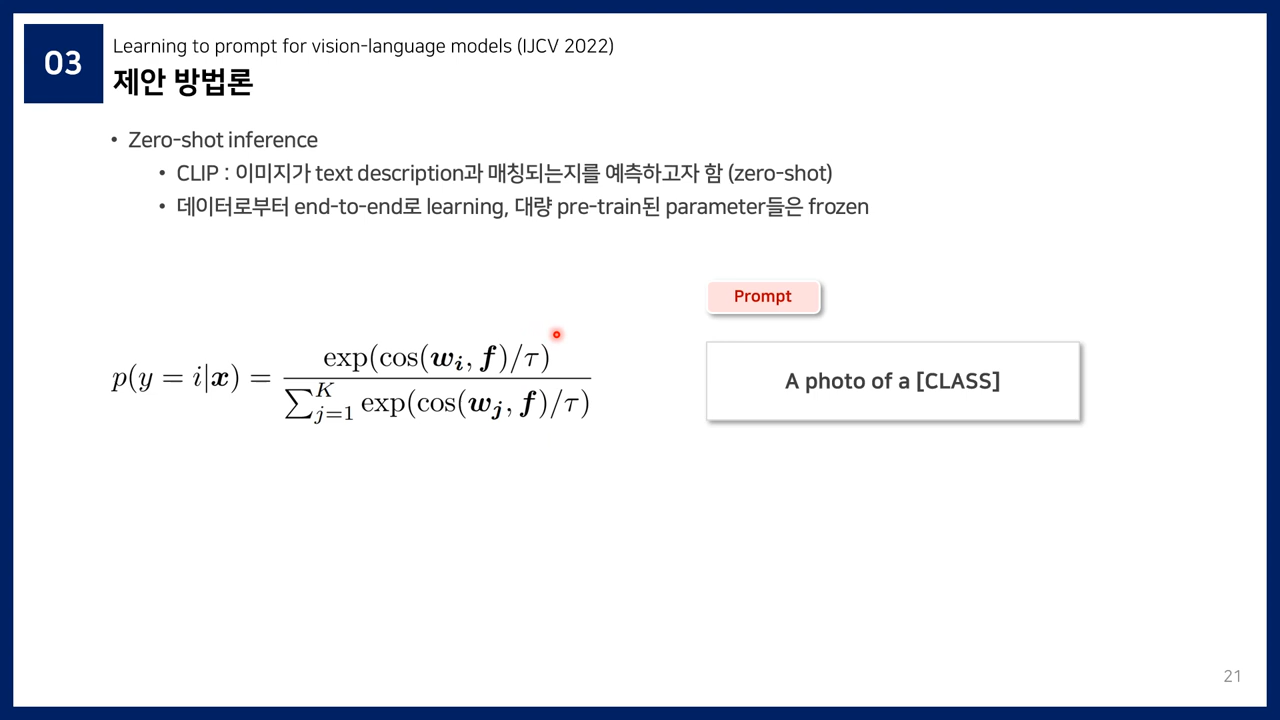 03
Learning to prompt for vision-language models (IJCV 2022)
제안 방법론
• Zero-shot inference
• CLIP : 이미지가 text description과 매칭되는지를 예측하고자 함 (zero-shot)
• 데이터로부터 end-to-end로 learning, 대량 pre-train된 parameter들은 frozen
Prompt
p(y = i|x) = exp(cos(w_i, f)/τ) / ∑_{j=1}^{K} exp(cos(w_j, f)/τ)
A photo of a [CLASS]
21